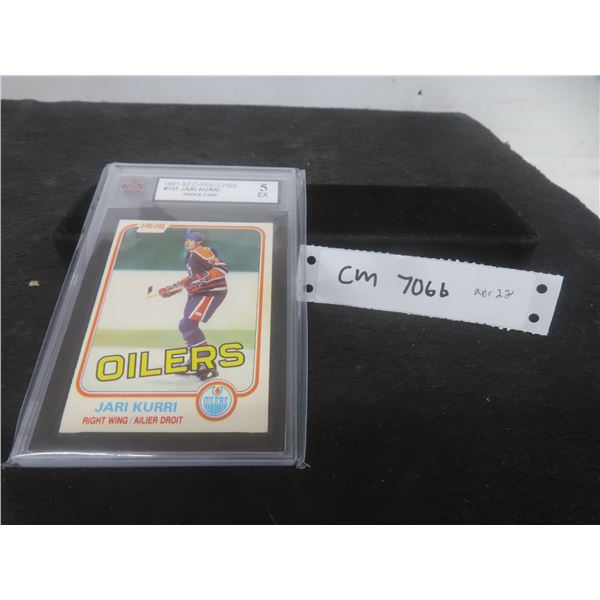 1981-82 O-PEE-CHEE
#107 JARI KURRI
ROOKIE CARD
5
EX
O-PEE-CHEE
OILERS
JARI KURRI
OILERS
RIGHT WING / AILIER DROIT
CM 7066